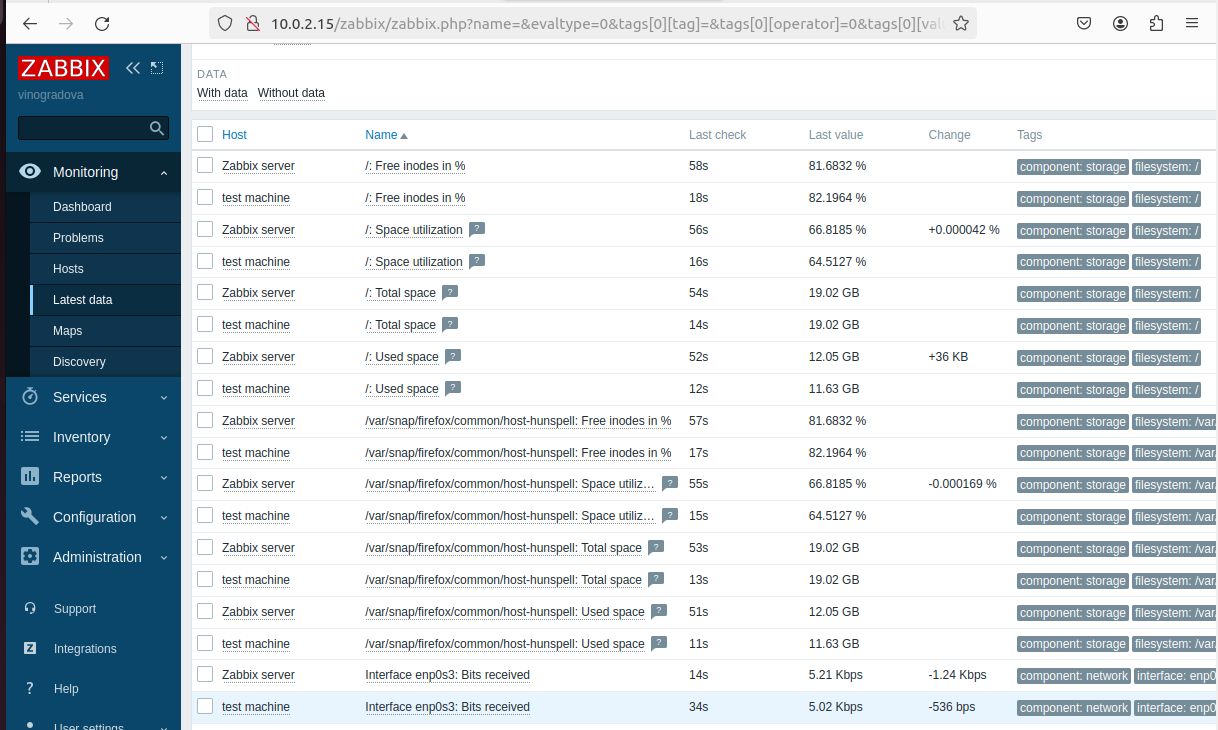 10.0.2.15/zabbix/zabbix.php?name=&evaltype=0&tags[0][tag]=&tags[0][operator]=0&tags[0][val
ZABBIX
vinogradova
Monitoring
Dashboard
Problems
Hosts
Latest data
Maps
Discovery
Services
Inventory
Reports
Configuration
Administration
Support
Z Integrations
? Help
User settings
DATA
With data Without data
Host Name Last check Last value Change Tags
Zabbix server /: Free inodes in % 58s 81.6832 % component: storage filesystem: /
test machine /: Free inodes in % 18s 82.1964 % component: storage filesystem: /
Zabbix server /: Space utilization ? 56s 66.8185 % +0.000042 % component: storage filesystem: /
test machine /: Space utilization ? 16s 64.5127 % component: storage filesystem: /
Zabbix server /: Total space ? 54s 19.02 GB component: storage filesystem: /
test machine /: Total space ? 14s 19.02 GB component: storage filesystem: /
Zabbix server /: Used space ? 52s 12.05 GB +36 KB component: storage filesystem: /
test machine /: Used space ? 12s 11.63 GB component: storage filesystem: /
Zabbix server /var/snap/firefox/common/host-hunspell: Free inodes in % 57s 81.6832 % component: storage filesystem: /var
test machine /var/snap/firefox/common/host-hunspell: Free inodes in % 17s 82.1964 % component: storage filesystem: /var
Zabbix server /var/snap/firefox/common/host-hunspell: Space utiliz... ? 55s 66.8185 % -0.000169 % component: storage filesystem: /var
test machine /var/snap/firefox/common/host-hunspell: Space utiliz... ? 15s 64.5127 % component: storage filesystem: /var
Zabbix server /var/snap/firefox/common/host-hunspell: Total space ? 53s 19.02 GB component: storage filesystem: /var
test machine /var/snap/firefox/common/host-hunspell: Total space ? 13s 19.02 GB component: storage filesystem: /var
Zabbix server /var/snap/firefox/common/host-hunspell: Used space ? 51s 12.05 GB component: storage filesystem: /var
test machine /var/snap/firefox/common/host-hunspell: Used space ? 11s 11.63 GB component: storage filesystem: /var
Zabbix server Interface enp0s3: Bits received 14s 5.21 Kbps -1.24 Kbps component: network interface: enp0
test machine Interface enp0s3: Bits received 34s 5.02 Kbps -536 bps component: network interface: enp0